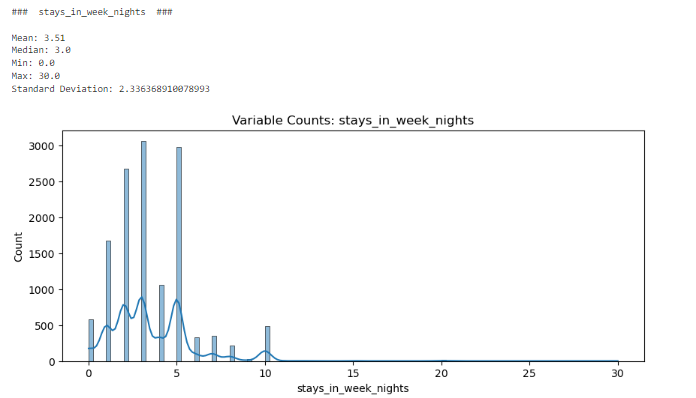 ### stays_in_week_nights ###
Mean: 3.51
Median: 3.0
Min: 0.0
Max: 30.0
Standard Deviation: 2.336368910078993
Variable Counts: stays_in_week_nights
3000
2500
2000
1500
1000
500
0
Count
0 5 10 15 20 25 30
stays_in_week_nights